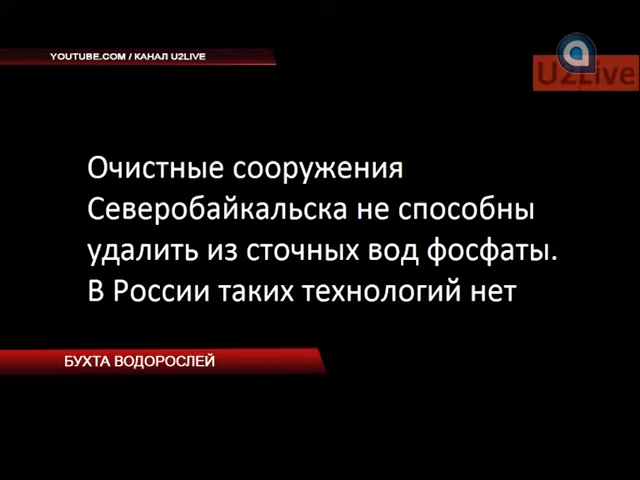 YOUTUBE.COM / КАНАЛ U2LIVE
U2Live
Очистные сооружения
Северобайкальска не способны
удалить из сточных вод фосфаты.
В России таких технологий нет
БУХТА ВОДОРОСЛЕЙ